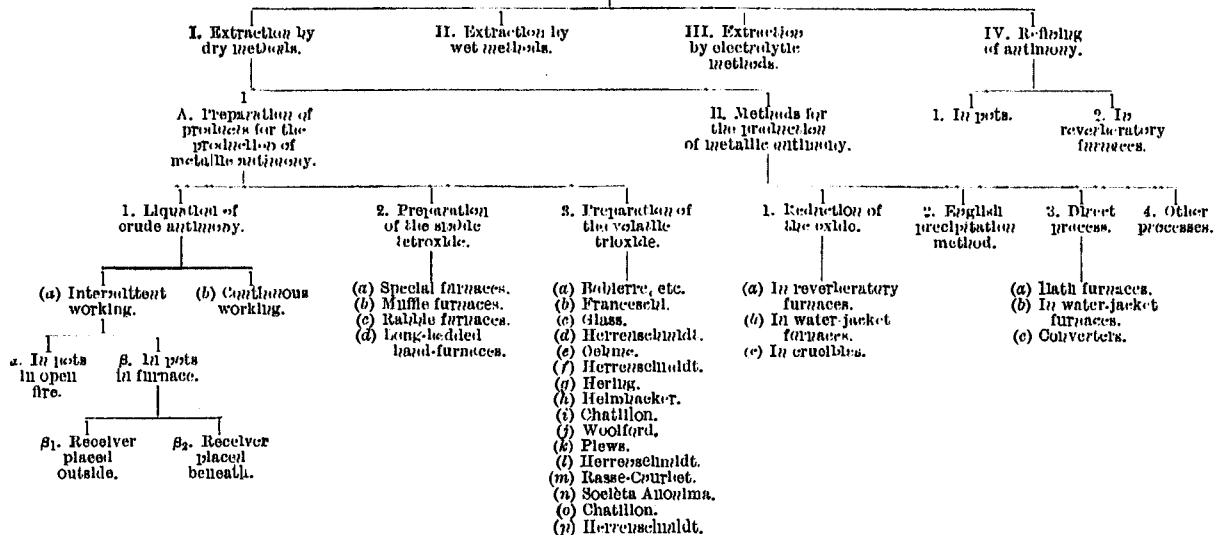 I. Extraction by
dry methods.
II. Extraction by
wet methods.
III. Extraction
by electrolytic
methods.
IV. Refining
of antimony.
A. Preparation of
products for the
production of
metallic antimony.
II. Methods for
the production
of metallic antimony.
1. In pots.
2. In
reverberatory
furnaces.
1. Liquation of
crude antimony.
2. Preparation
of the stable
tetroxide.
3. Preparation of
the volatile
trioxide.
1. Reduction of
the oxide.
2. English
precipitation
method.
3. Direct
process.
4. Other
processes.
(a) Intermittent
working.
(b) Continuous
working.
α. In pots
in open
fire.
β. In pots
in furnace.
β₁. Receiver
placed
outside.
β₂. Receiver
placed
beneath.
(a) Special furnaces.
(b) Muffle furnaces.
(c) Rabble furnaces.
(d) Long-bedded
hand-furnaces.
(a) Bobierre, etc.
(b) Franceschi.
(c) Glass.
(d) Herrenschmidt.
(e) Oehme.
(f) Herrenschmidt.
(g) Hering.
(h) Helmhacker.
(i) Chatillon.
(j) Woolford.
(k) Plews.
(l) Herrenschmidt.
(m) Rasse-Courbet.
(n) Socièta Anonima.
(o) Chatillon.
(p) Herrenschmidt.
(a) In reverberatory
furnaces.
(b) In water-jacket
furnaces.
(c) In crucibles.
(a) Hath furnaces.
(b) In water-jacket
furnaces.
(c) Converters.